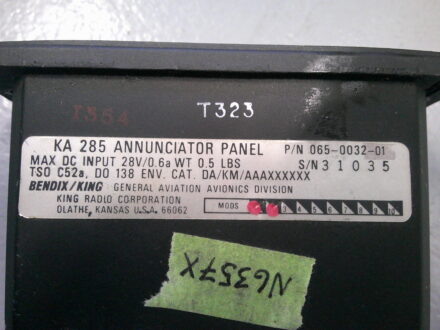 T354 T323
KA 285 ANNUNCIATOR PANEL P/N 065-0032-01
MAX DC INPUT 28V/0.6a WT 0.5 LBS S/N 31035
TSO C52a, DO 138 ENV. CAT. DA/KM/AAAXXXXXX
BENDIX/KING GENERAL AVIATION AVIONICS DIVISION
KING RADIO CORPORATION
OLATHE, KANSAS U.S.A. 66062 MODS
N6357X